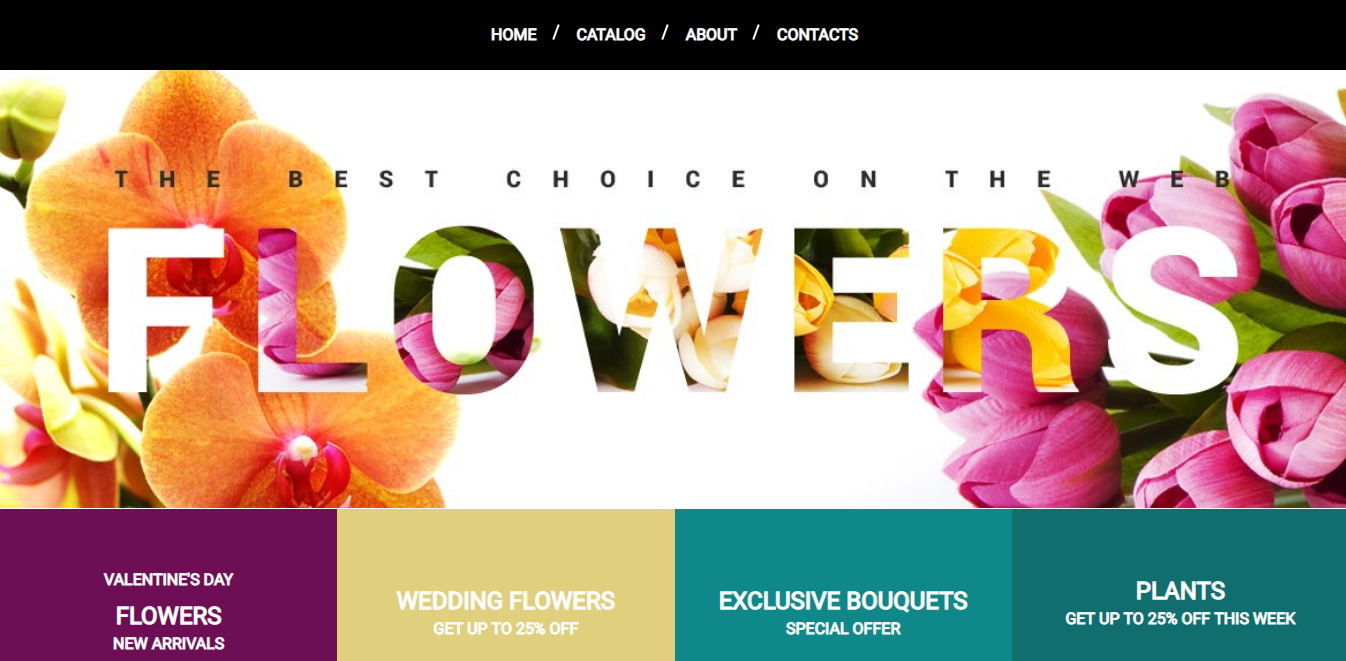 HOME / CATALOG / ABOUT / CONTACTS
THE BEST CHOICE ON THE WEB
FLOWERS
VALENTINE'S DAY
FLOWERS
NEW ARRIVALS
WEDDING FLOWERS
GET UP TO 25% OFF
EXCLUSIVE BOUQUETS
SPECIAL OFFER
PLANTS
GET UP TO 25% OFF THIS WEEK